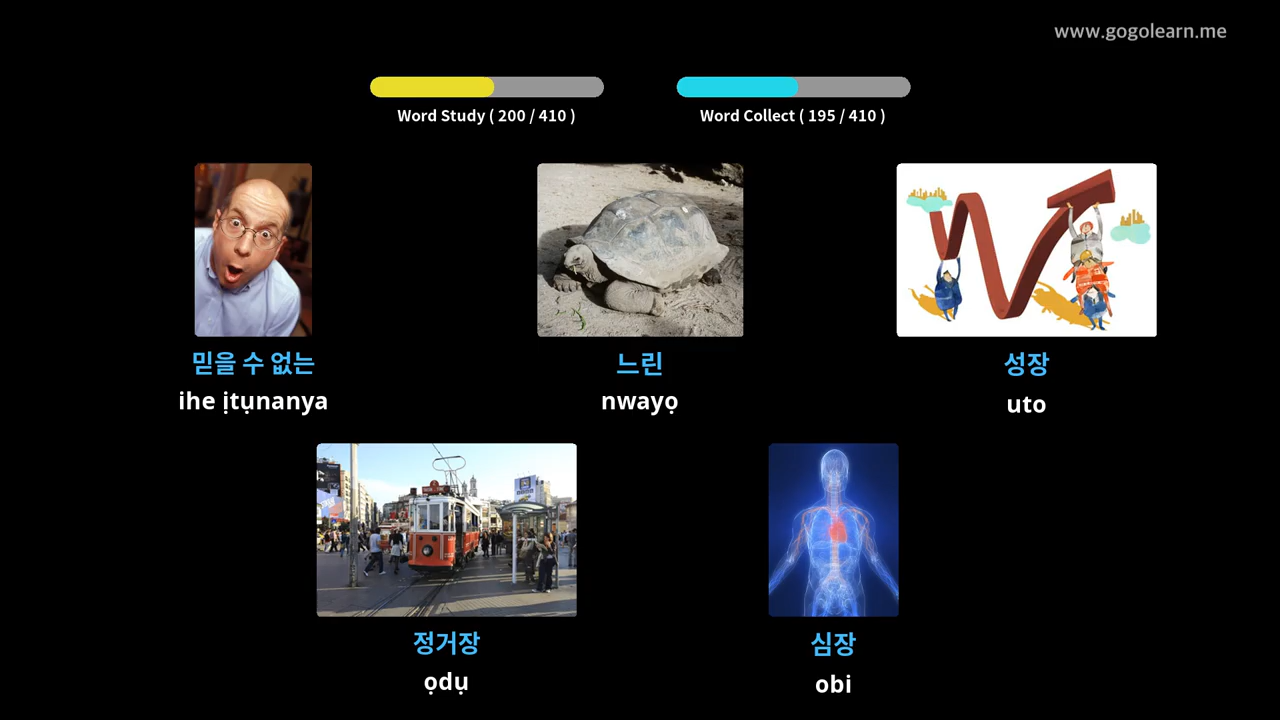 www.gogolearn.me
Word Study ( 200 / 410 )
Word Collect ( 195 / 410 )
믿을 수 없는
ihe ịtụnanya
느린
nwayọ
성장
uto
정거장
ọdụ
심장
obi